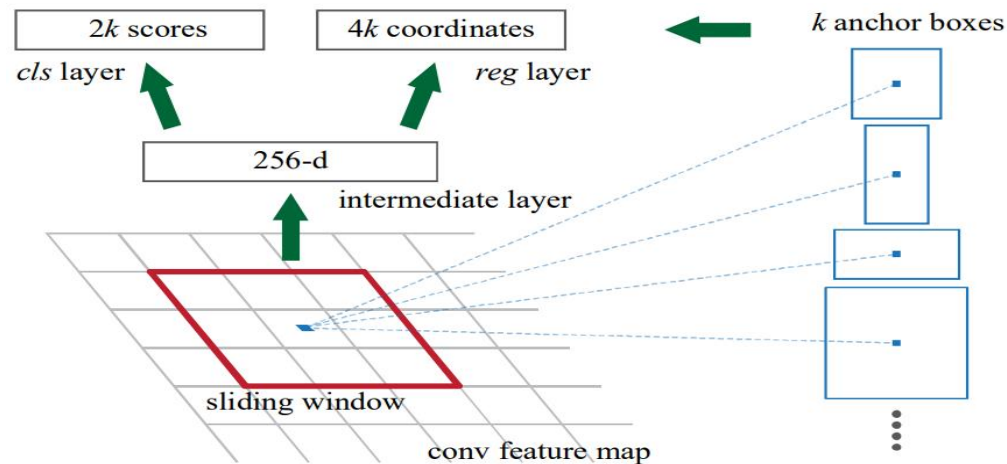 2k scores
4k coordinates
k anchor boxes
cls layer
reg layer
256-d
intermediate layer
sliding window
conv feature map